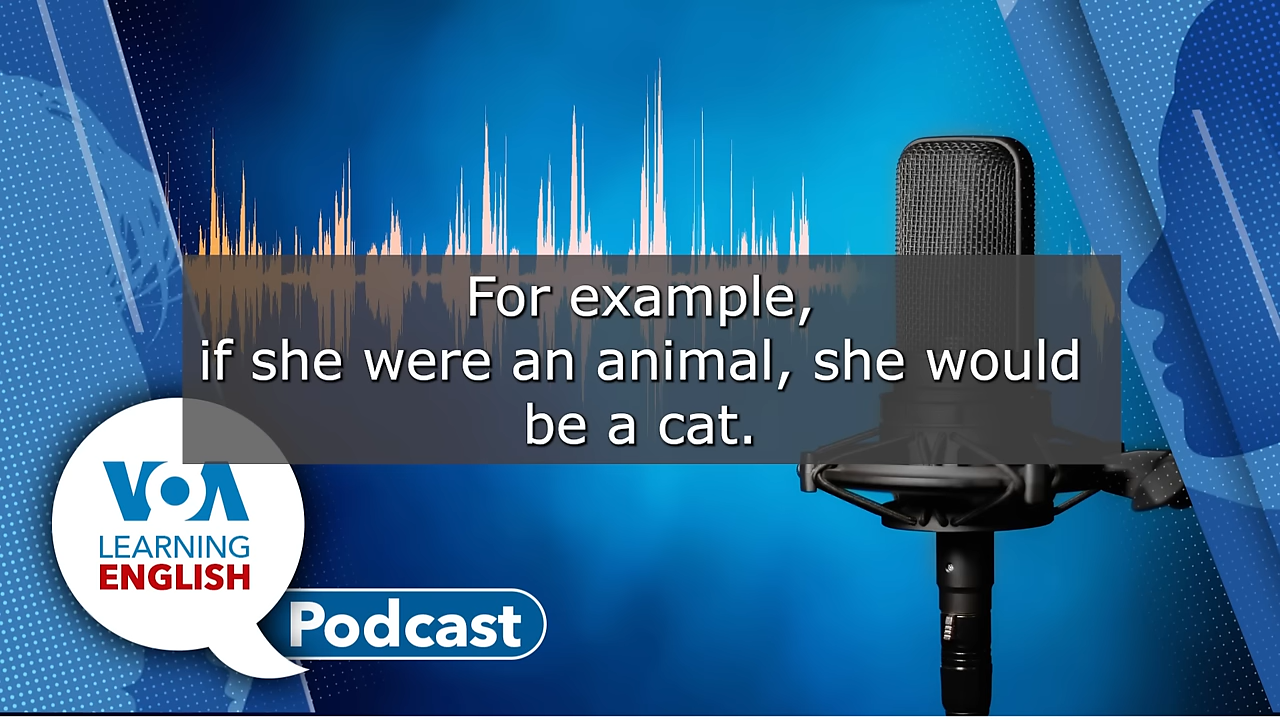 For example,
if she were an animal, she would
be a cat.
VOA
LEARNING
ENGLISH
Podcast